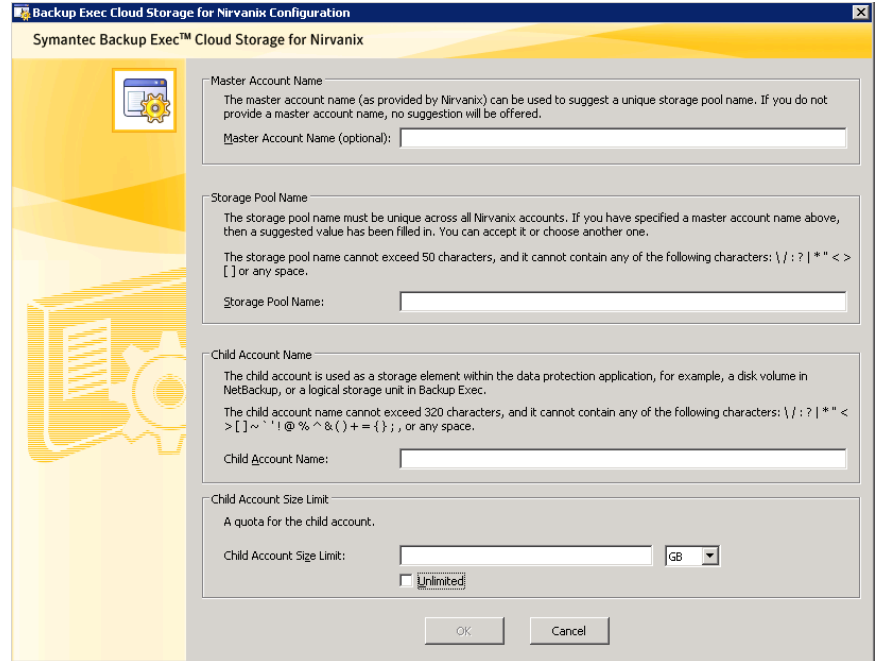 Backup Exec Cloud Storage for Nirvanix Configuration
Symantec Backup Exec™ Cloud Storage for Nirvanix
Master Account Name
The master account name (as provided by Nirvanix) can be used to suggest a unique storage pool name. If you do not
provide a master account name, no suggestion will be offered.
Master Account Name (optional):
Storage Pool Name
The storage pool name must be unique across all Nirvanix accounts. If you have specified a master account name above,
then a suggested value has been filled in. You can accept it or choose another one.
The storage pool name cannot exceed 50 characters, and it cannot contain any of the following characters: \ / : ? | * " < >
[ ] or any space.
Storage Pool Name:
Child Account Name
The child account is used as a storage element within the data protection application, for example, a disk volume in
NetBackup, or a logical storage unit in Backup Exec.
The child account name cannot exceed 320 characters, and it cannot contain any of the following characters: \ / : ? | * " <
> [ ] ~ ` ' ! @ % ^ & ( ) + = { } ; , or any space.
Child Account Name:
Child Account Size Limit
A quota for the child account.
Child Account Size Limit:
GB
Unlimited
OK
Cancel